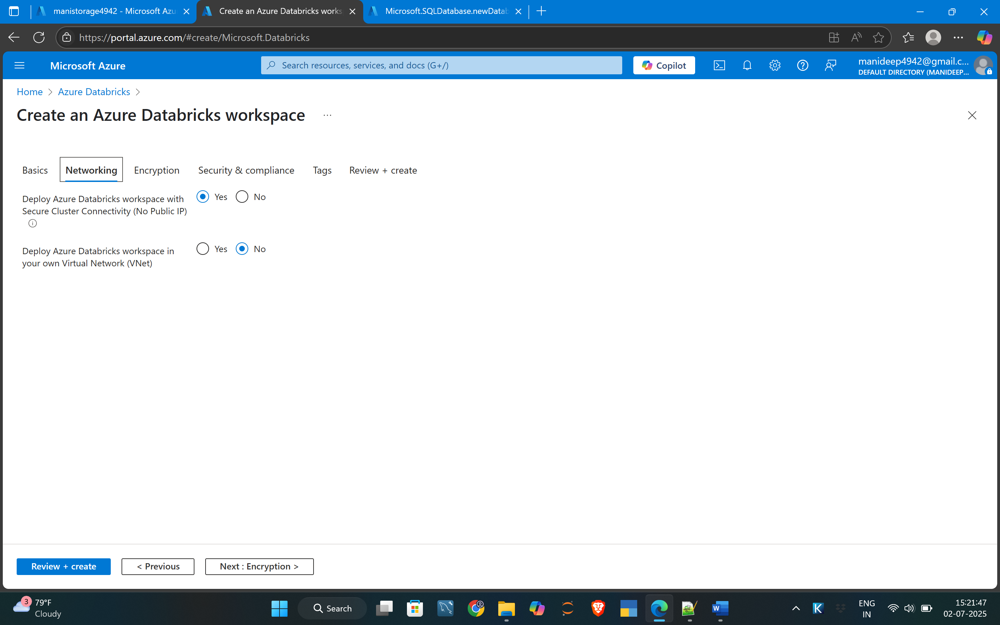 manistorage4942 - Microsoft Azu
Create an Azure Databricks works
Microsoft.SQLDatabase.newDatab
https://portal.azure.com/#create/Microsoft.Databricks
Microsoft Azure
Search resources, services, and docs (G+/)
Copilot
manideep4942@gmail.c...
DEFAULT DIRECTORY (MANIDEEP...
Home > Azure Databricks >
Create an Azure Databricks workspace ...
Basics Networking Encryption Security & compliance Tags Review + create
Deploy Azure Databricks workspace with
Secure Cluster Connectivity (No Public IP)
Yes No
Deploy Azure Databricks workspace in
your own Virtual Network (VNet)
Yes No
Review + create
< Previous
Next : Encryption >
3
79°F
Cloudy
Search
W
K
ENG
IN
15:21:47
02-07-2025